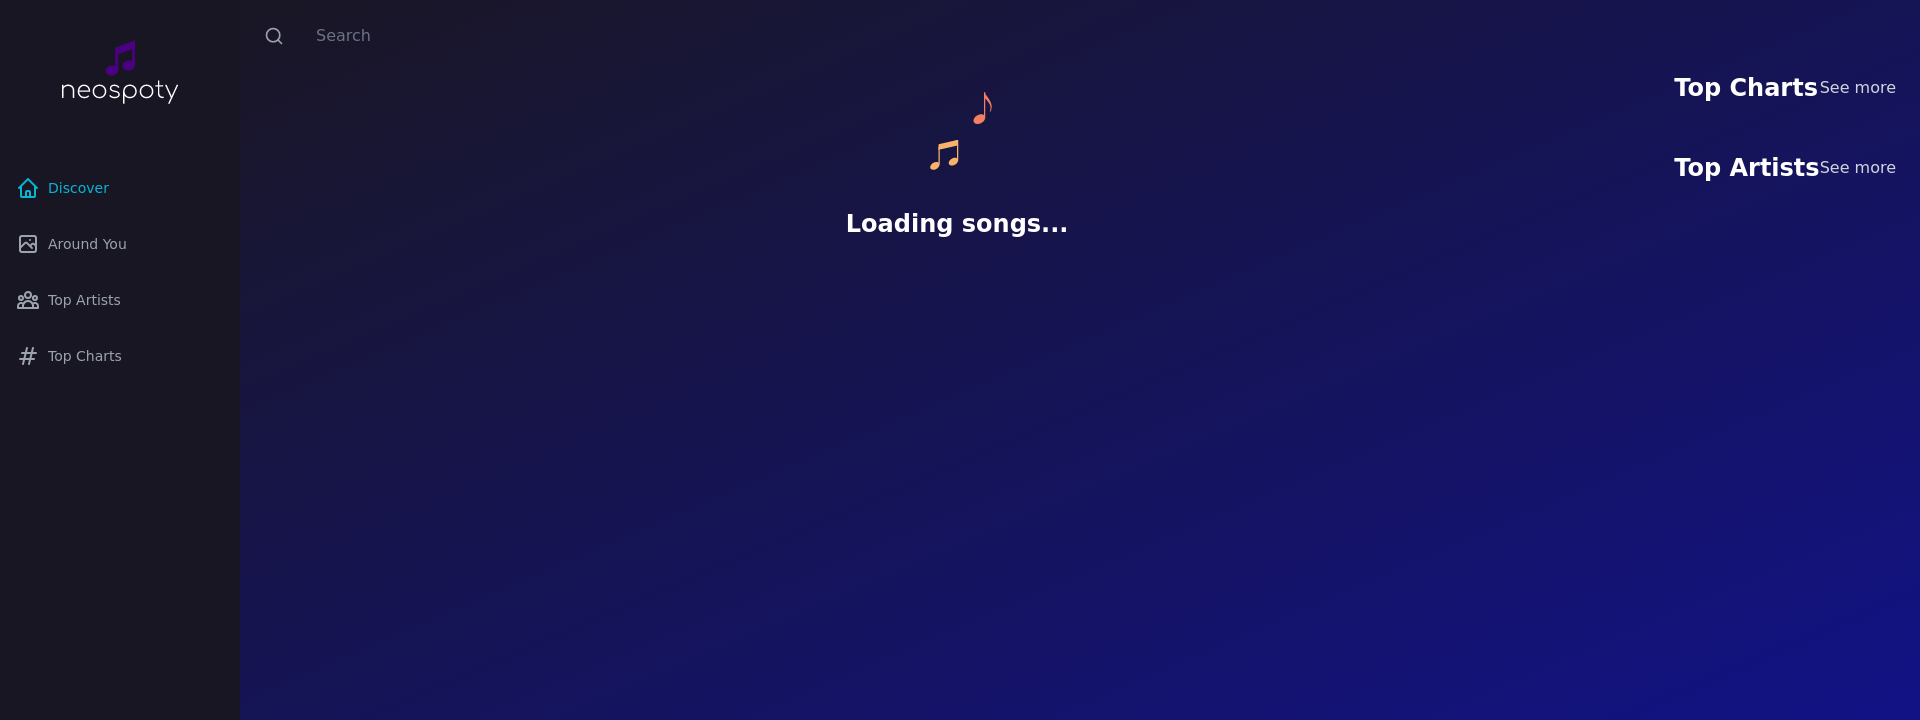 neospoty
Discover
Around You
Top Artists
Top Charts
Search
Loading songs...
Top Charts See more
Top Artists See more